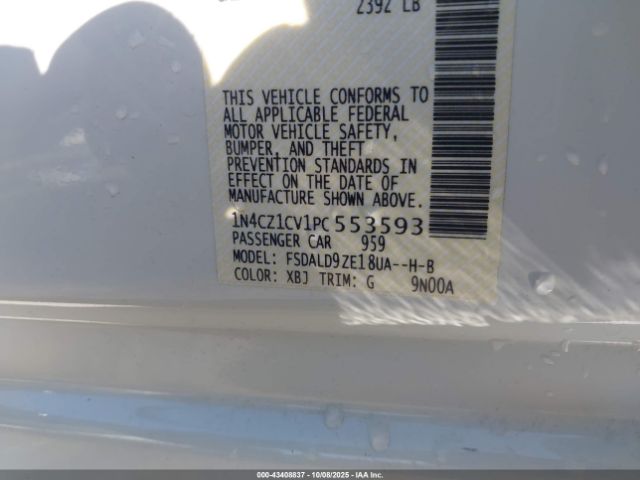 2392 LB
THIS VEHICLE CONFORMS TO
ALL APPLICABLE FEDERAL
MOTOR VEHICLE SAFETY,
BUMPER, AND THEFT
PREVENTION STANDARDS IN
EFFECT ON THE DATE OF
MANUFACTURE SHOWN ABOVE.
1N4CZ1CV1PC553593
PASSENGER CAR 959
MODEL: FSDALD9ZE18UA--H-B
COLOR: XBJ TRIM: G 9N00A
000-43408837 - 10/08/2025 - IAA Inc.